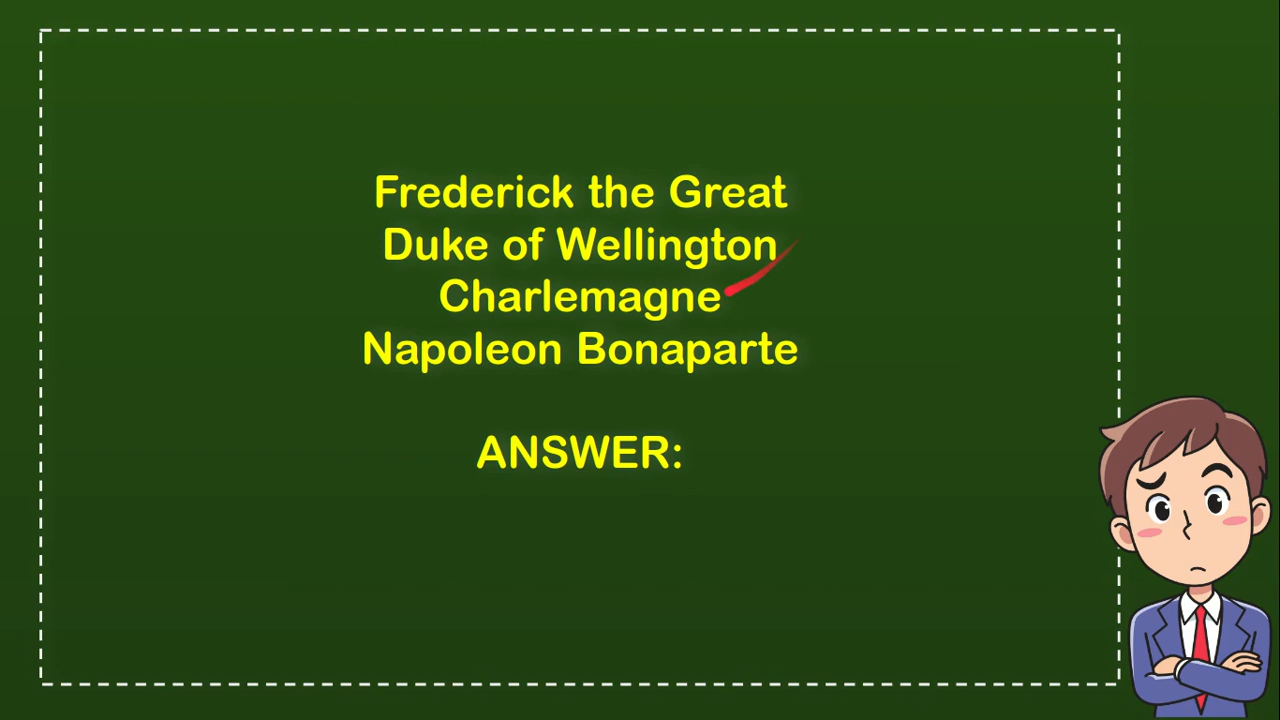 Frederick the Great
Duke of Wellington
Charlemagne
Napoleon Bonaparte
ANSWER: